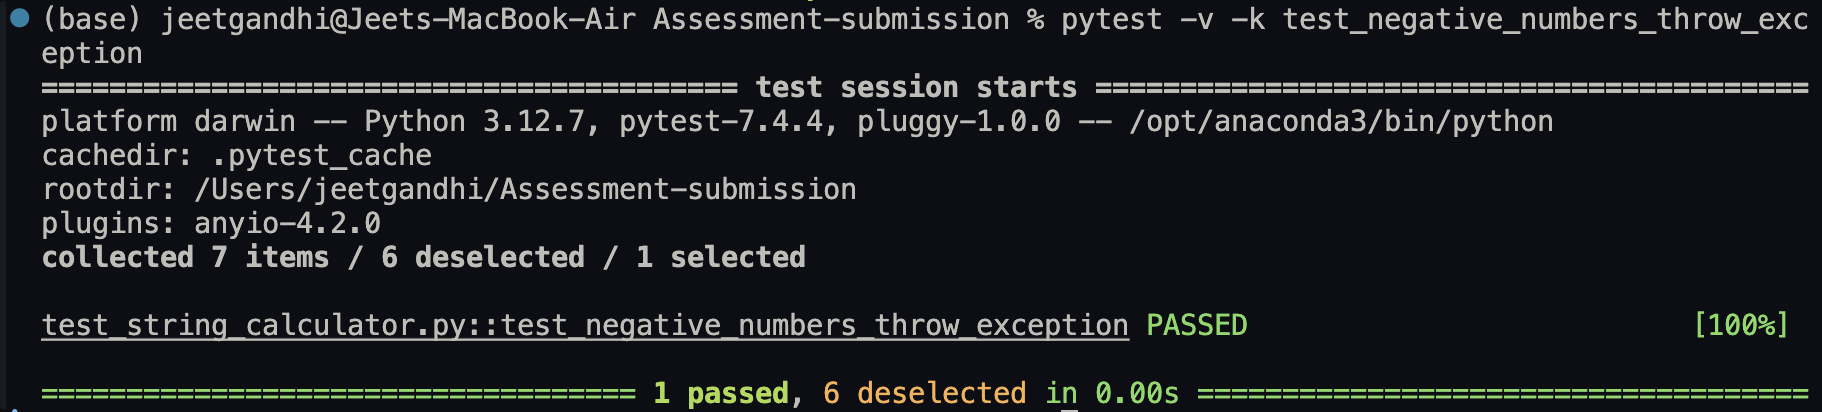 (base) jeetgandhi@Jeets-MacBook-Air Assessment-submission % pytest -v -k test_negative_numbers_throw_exc
eption
========================================= test session starts ==========================================
platform darwin -- Python 3.12.7, pytest-7.4.4, pluggy-1.0.0 -- /opt/anaconda3/bin/python
cachedir: .pytest_cache
rootdir: /Users/jeetgandhi/Assessment-submission
plugins: anyio-4.2.0
collected 7 items / 6 deselected / 1 selected
test_string_calculator.py::test_negative_numbers_throw_exception PASSED [100%]
=================================== 1 passed, 6 deselected in 0.00s ====================================